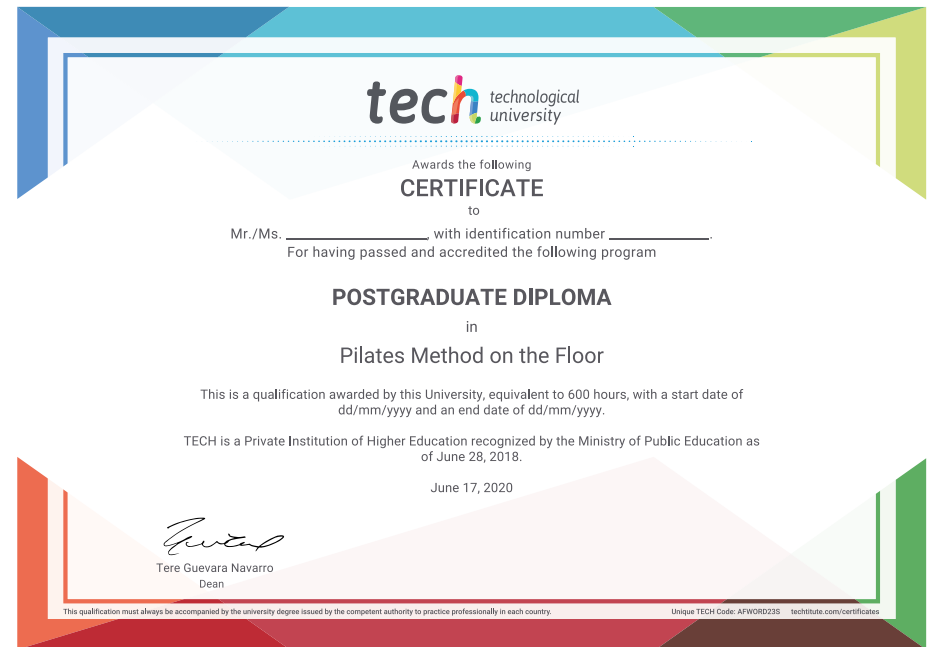 tech technological
university
Awards the following
CERTIFICATE
to
Mr./Ms. ____________________, with identification number ______________.
For having passed and accredited the following program
POSTGRADUATE DIPLOMA
in
Pilates Method on the Floor
This is a qualification awarded by this University, equivalent to 600 hours, with a start date of
dd/mm/yyyy and an end date of dd/mm/yyyy.
TECH is a Private Institution of Higher Education recognized by the Ministry of Public Education as
of June 28, 2018.
June 17, 2020
Tere Guevara Navarro
Dean
This qualification must always be accompanied by the university degree issued by the competent authority to practice professionally in each country.
Unique TECH Code: AFWORD23S techtitute.com/certificates